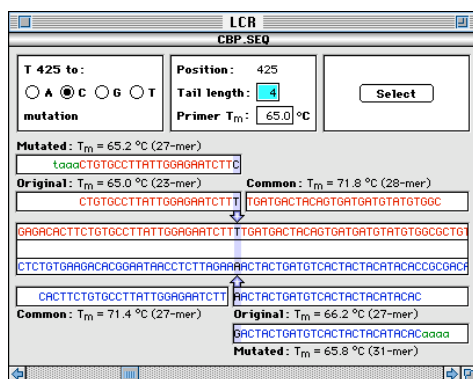 LCR
CBP.SEQ
T 425 to:
A C G T
mutation
Position: 425
Tail length: 4
Primer Tm: 65.0 °C
Select
Mutated: Tm = 65.2 °C (27-mer)
taaaCTGTGCCTTATTGGAGAATCTTC
Original: Tm = 65.0 °C (23-mer) Common: Tm = 71.8 °C (28-mer)
CTGTGCCTTATTGGAGAATCTTT TGATGACTACAGTGATGATGTATGTGGC
GAGACACTTCTGTGCCTTATTGGAGAATCTTTTGATGACTACAGTGATGATGTATGTGGCGCTGT
CTCTGTGAAGACACGGAATAACCTCTTAGAAAACTACTGATGTCACTACTACATACACCGCGACA
CACTTCTGTGCCTTATTGGAGAATCTT AACTACTGATGTCACTACTACATACAC
Common: Tm = 71.4 °C (27-mer) Original: Tm = 66.2 °C (27-mer)
GACTACTGATGTCACTACTACATACACaaaa
Mutated: Tm = 65.8 °C (31-mer)